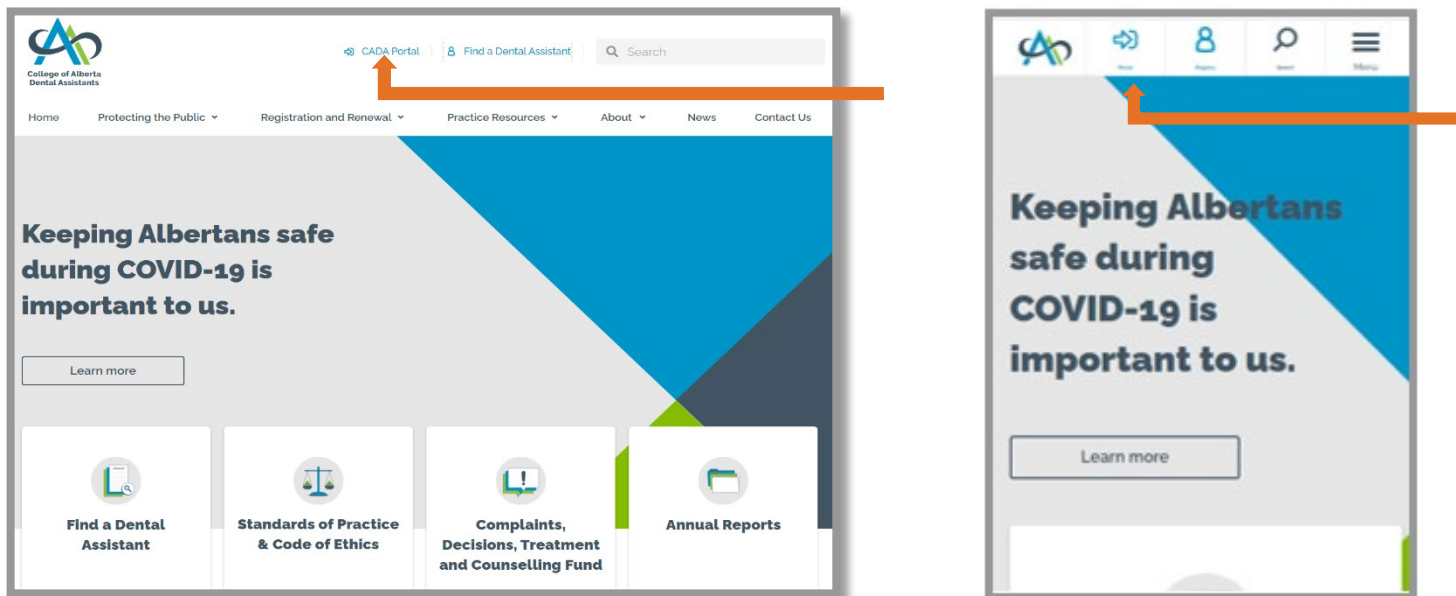 College of Alberta
Dental Assistants
CADA Portal
Find a Dental Assistant
Search
Home
Protecting the Public
Registration and Renewal
Practice Resources
About
News
Contact Us
Keeping Albertans safe
during COVID-19 is
important to us.
Learn more
Find a Dental
Assistant
Standards of Practice
& Code of Ethics
Complaints,
Decisions, Treatment
and Counselling Fund
Annual Reports
Menu
Keeping Albertans
safe during
COVID-19 is
important to us.
Learn more